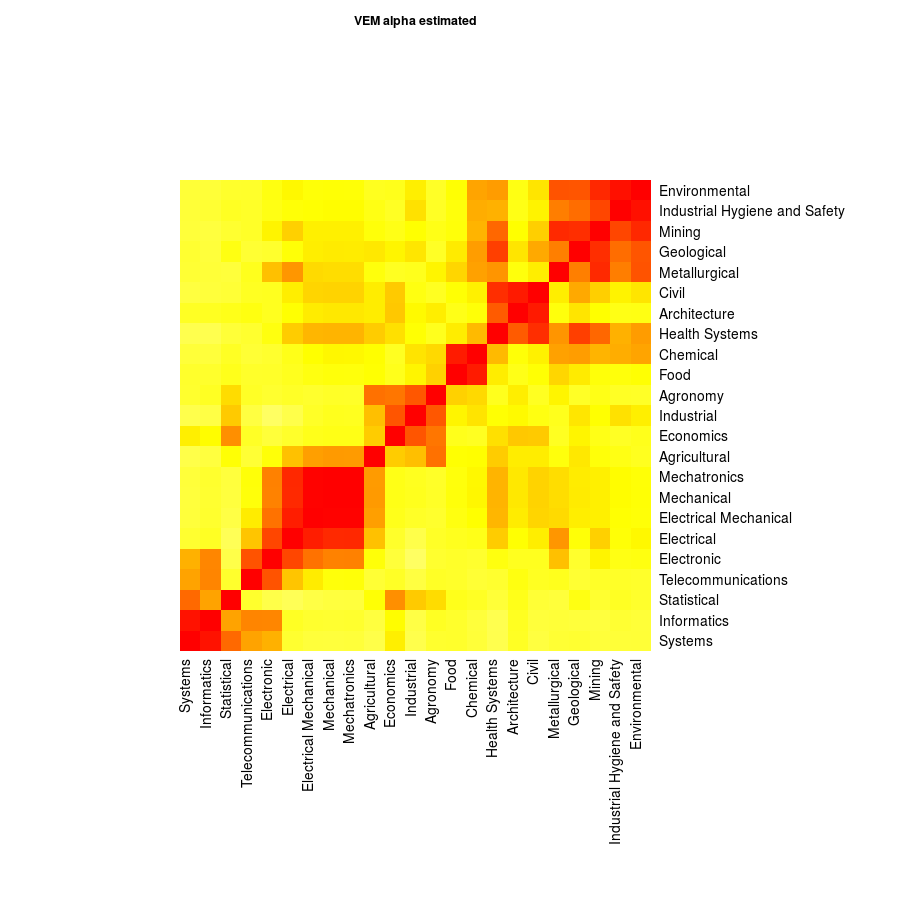 VEM alpha estimated
Environmental
Industrial Hygiene and Safety
Mining
Geological
Metallurgical
Civil
Architecture
Health Systems
Chemical
Food
Agronomy
Industrial
Economics
Agricultural
Mechatronics
Mechanical
Electrical Mechanical
Electrical
Electronic
Telecommunications
Statistical
Informatics
Systems
Systems
Informatics
Statistical
Telecommunications
Electronic
Electrical
Electrical Mechanical
Mechanical
Mechatronics
Agricultural
Economics
Industrial
Agronomy
Food
Chemical
Health Systems
Architecture
Civil
Metallurgical
Geological
Mining
Industrial Hygiene and Safety
Environmental